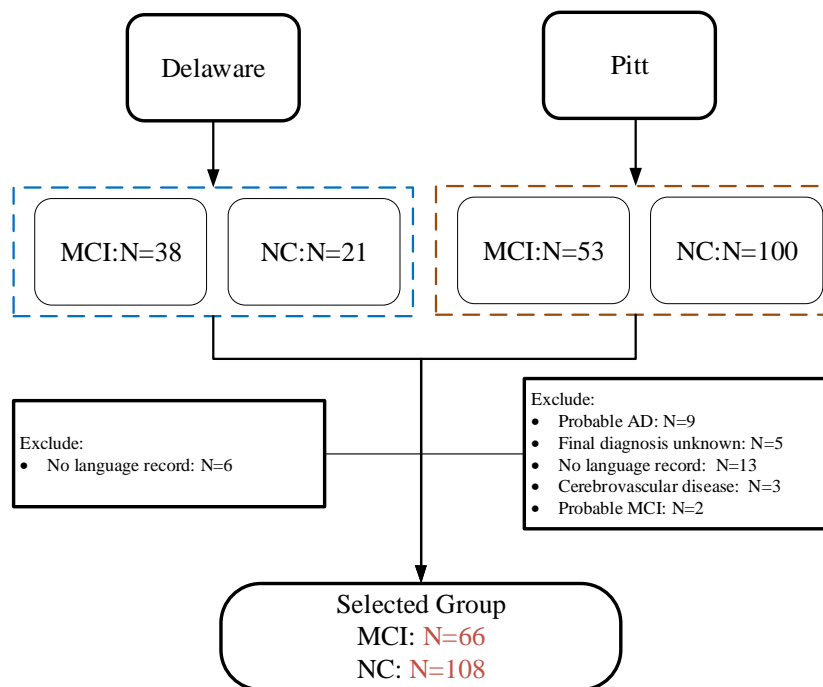 Delaware
Pitt
MCI:N=38
NC:N=21
MCI:N=53
NC:N=100
Exclude:
• No language record: N=6
Exclude:
• Probable AD: N=9
• Final diagnosis unknown: N=5
• No language record: N=13
• Cerebrovascular disease: N=3
• Probable MCI: N=2
Selected Group
MCI: N=66
NC: N=108